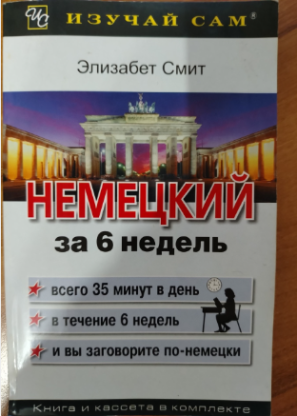 ИС
ИЗУЧАЙ САМ®
Элизабет Смит
НЕМЕЦКИЙ
за 6 недель
всего 35 минут в день
в течение 6 недель
и вы заговорите по-немецки
Книга и кассета в комплекте